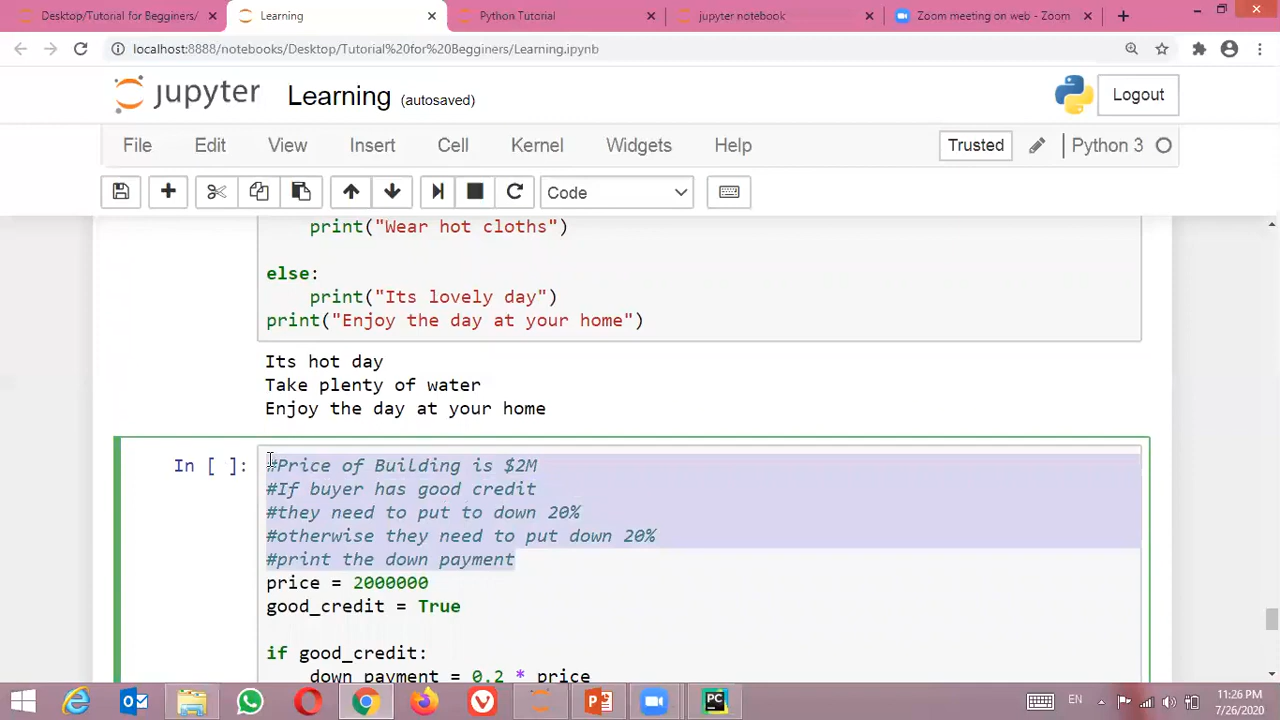 Desktop/Tutorial for Begginers/
Learning
Python Tutorial
jupyter notebook
Zoom meeting on web - Zoom
localhost:8888/notebooks/Desktop/Tutorial%20for%20Begginers/Learning.ipynb
jupyter Learning (autosaved)
Logout
File Edit View Insert Cell Kernel Widgets Help
Trusted
Python 3
Code
print("Wear hot cloths")
else:
print("Its lovely day")
print("Enjoy the day at your home")
Its hot day
Take plenty of water
Enjoy the day at your home
In [ ]:
#Price of Building is $2M
#If buyer has good credit
#they need to put to down 20%
#otherwise they need to put down 20%
#print the down payment
price = 2000000
good_credit = True
if good_credit:
down_payment = 0.2 * price
EN
11:26 PM
7/26/2020